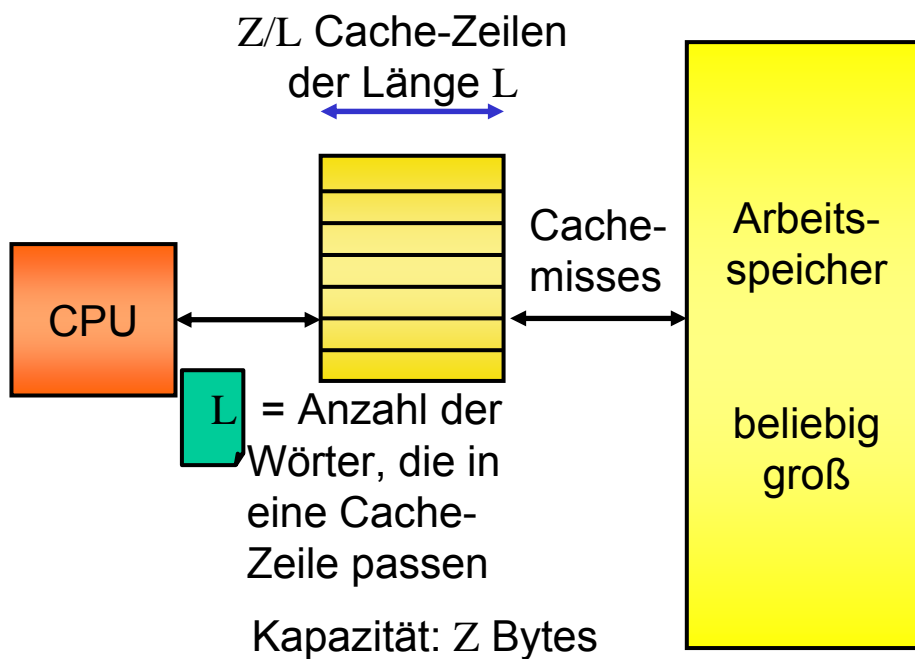 Z/L Cache-Zeilen
der Länge L
CPU
Cache-
misses
Arbeits-
speicher
beliebig
groß
L = Anzahl der
Wörter, die in
eine Cache-
Zeile passen
Kapazität: Z Bytes